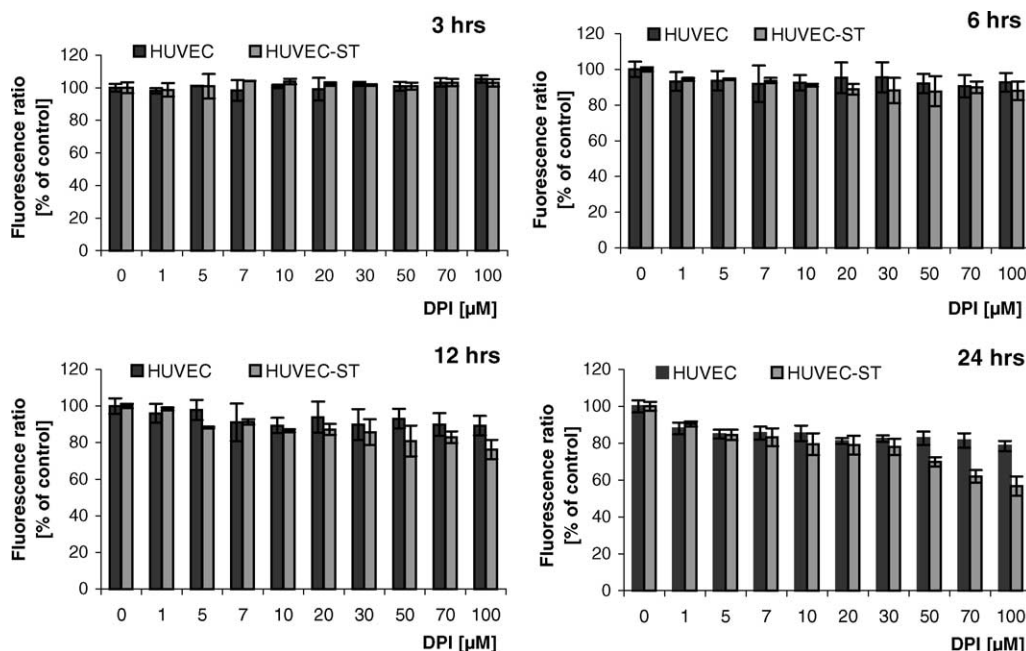 3 hrs
HUVEC HUVEC-ST
Fluorescence ratio
[% of control]
120
100
80
60
40
20
0
0 1 5 7 10 20 30 50 70 100
DPI [µM]
6 hrs
HUVEC HUVEC-ST
Fuorescence ratio
[% of control]
120
100
80
60
40
20
0
0 1 5 7 10 20 30 50 70 100
DPI [µM]
12 hrs
HUVEC HUVEC-ST
Fluorescence ratio
[% of control]
120
100
80
60
40
20
0
0 1 5 7 10 20 30 50 70 100
DPI [µM]
24 hrs
HUVEC HUVEC-ST
Fluorescence ratio
[% of control]
120
100
80
60
40
20
0
0 1 5 7 10 20 30 50 70 100
DPI [µM]